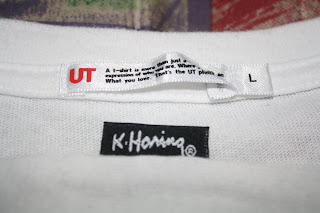 UT
A t-shirt is more than just a
expression of who you are. Where
What you love. That's the UT
L
K.Haring®